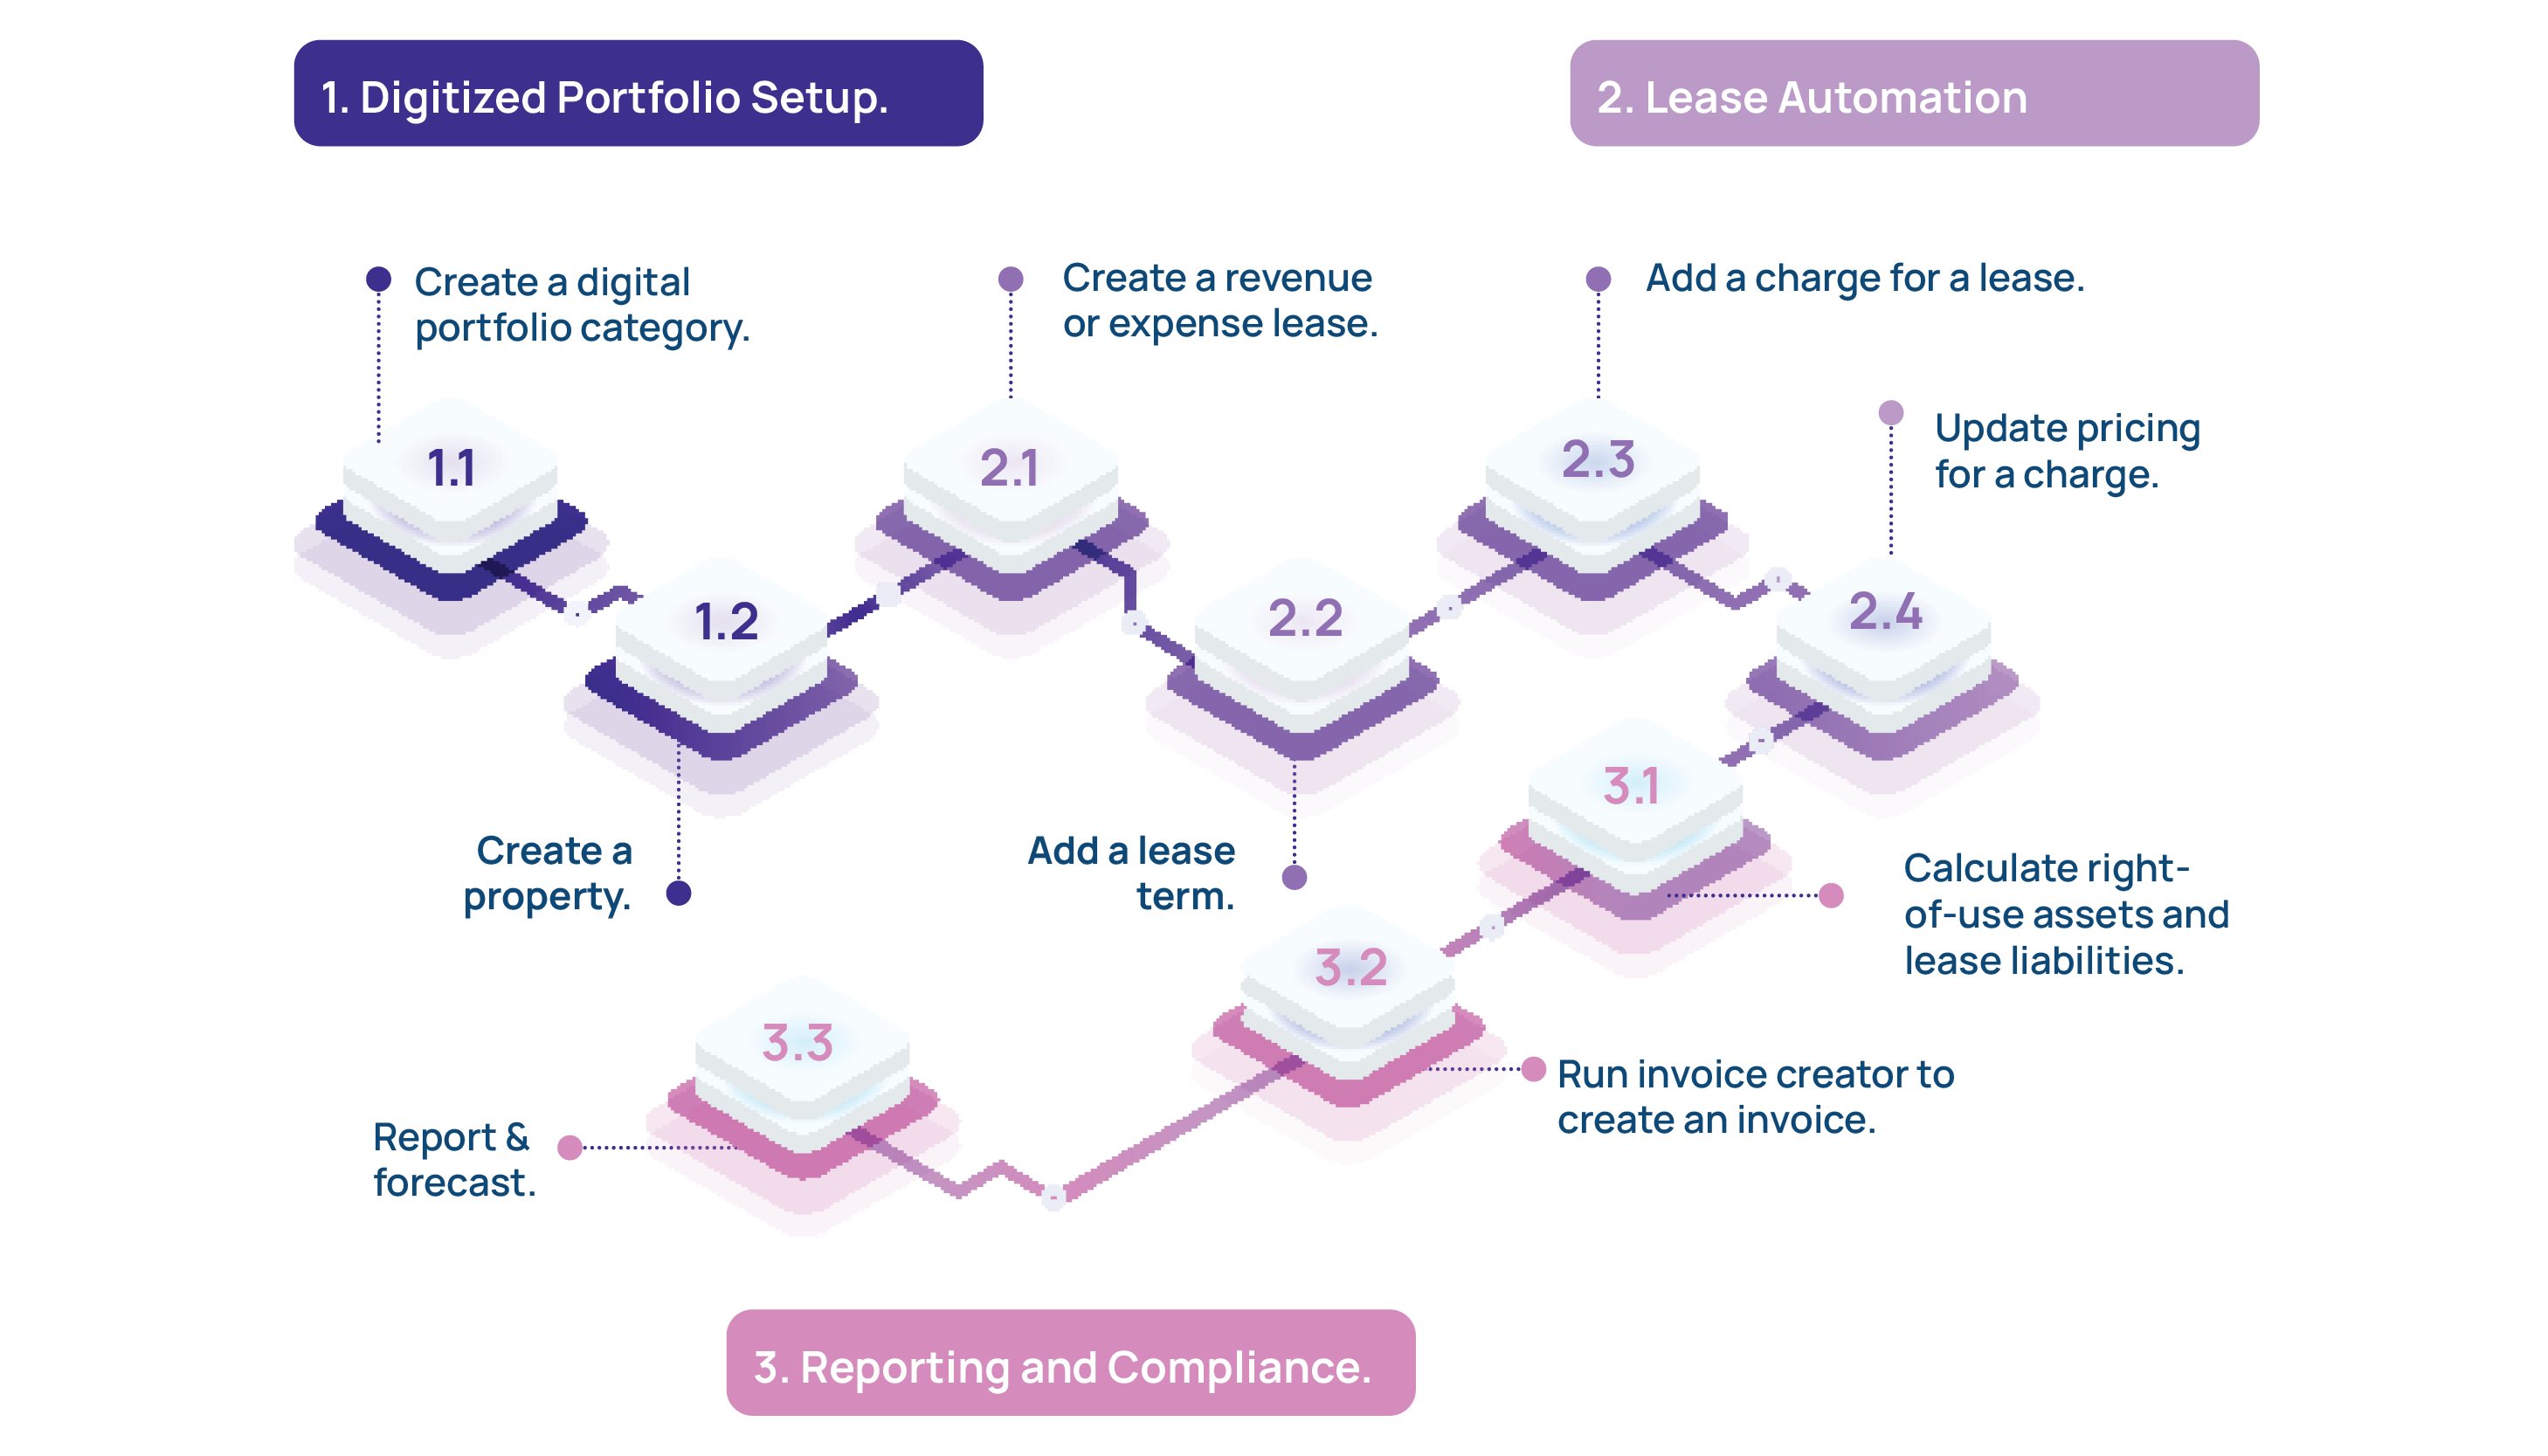 1. Digitized Portfolio Setup.
2. Lease Automation
Create a digital
portfolio category.
Create a revenue
or expense lease.
Add a charge for a lease.
Update pricing
for a charge.
1.1
2.1
2.3
1.2
2.2
2.4
3.1
Create a
property.
Add a lease
term.
Calculate right-
of-use assets and
lease liabilities.
3.2
3.3
Run invoice creator to
create an invoice.
Report &
forecast.
3. Reporting and Compliance.